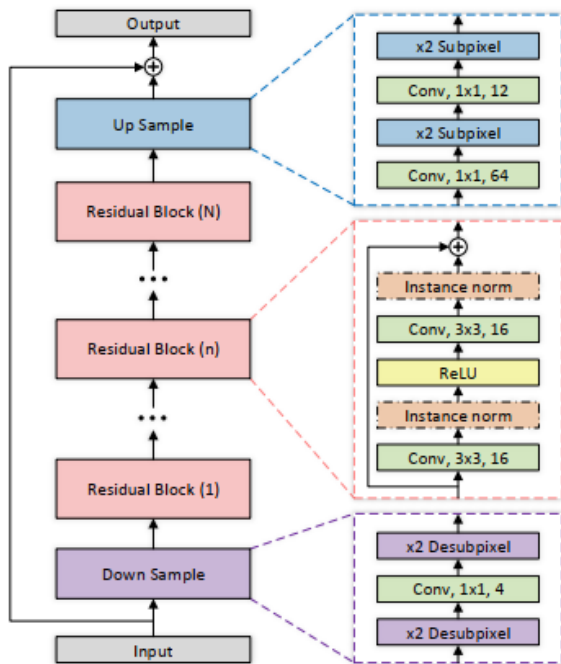 Output
Up Sample
Residual Block (N)
Residual Block (n)
Residual Block (1)
Down Sample
Input
x2 Subpixel
Conv, 1x1, 12
x2 Subpixel
Conv, 1x1, 64
Instance norm
Conv, 3x3, 16
ReLU
Instance norm
Conv, 3x3, 16
x2 Desubpixel
Conv, 1x1, 4
x2 Desubpixel